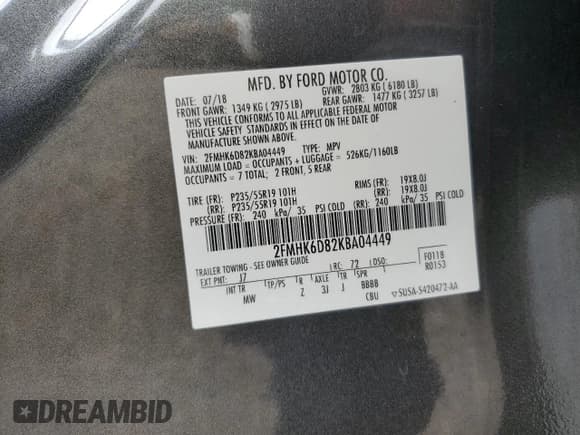 MFD. BY FORD MOTOR CO.
DATE: 07/18 GVWR: 2803 KG ( 6180 LB)
FRONT GAWR: 1349 KG ( 2975 LB) REAR GAWR: 1477 KG ( 3257 LB)
THIS VEHICLE CONFORMS TO ALL APPLICABLE FEDERAL MOTOR
VEHICLE SAFETY STANDARDS IN EFFECT ON THE DATE OF
MANUFACTURE SHOWN ABOVE.
VIN: 2FMHK6D82KBA04449 TYPE: MPV
MAXIMUM LOAD = OCCUPANTS + LUGGAGE = 526KG/1160LB
OCCUPANTS = 7 TOTAL; 2 FRONT, 5 REAR
TIRE (FR): P235/55R19 101H RIMS (FR): 19X8.0J
(RR): P235/55R19 101H (RR): 19X8.0J
PRESSURE (FR): 240 kPa/ 35 PSI COLD (RR): 240 kPa/ 35 PSI COLD
2FMHK6D82KBA04449
TRAILER TOWING - SEE OWNER GUIDE
F0118
R0153
EXT PNT: J7 RC: 72 DSO:
INT TR TP/PS R AXLE TR SPR
MW Z 3J J BBBB
CBU
▽5USA-5420472-AA
DREAMBID